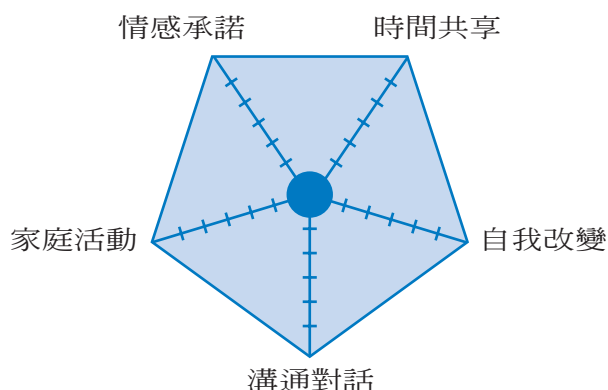 情感承諾
時間共享
家庭活動
自我改變
溝通對話